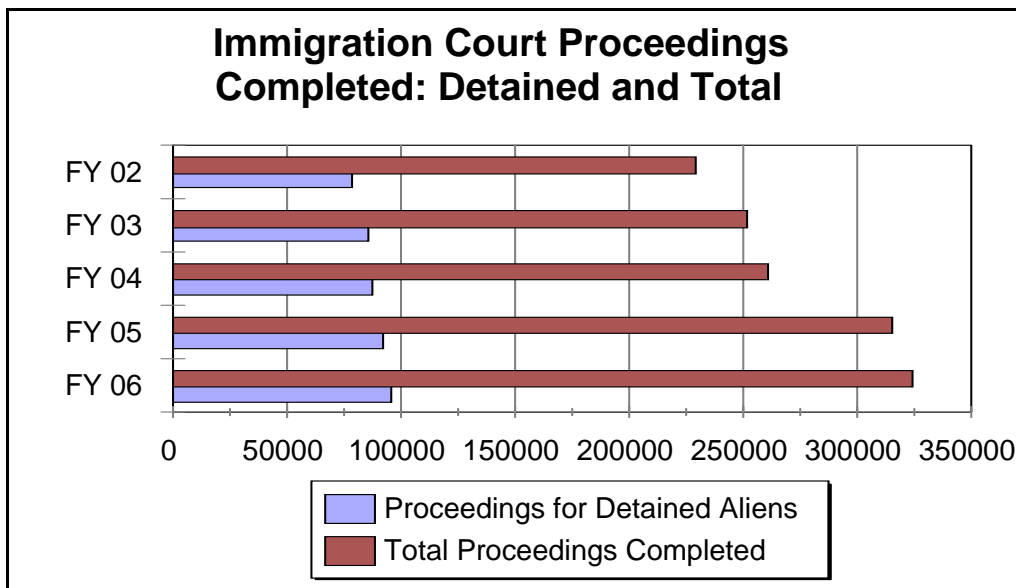 Immigration Court Proceedings
Completed: Detained and Total
FY 02
FY 03
FY 04
FY 05
FY 06
0 50000 100000 150000 200000 250000 300000 350000
Proceedings for Detained Aliens
Total Proceedings Completed